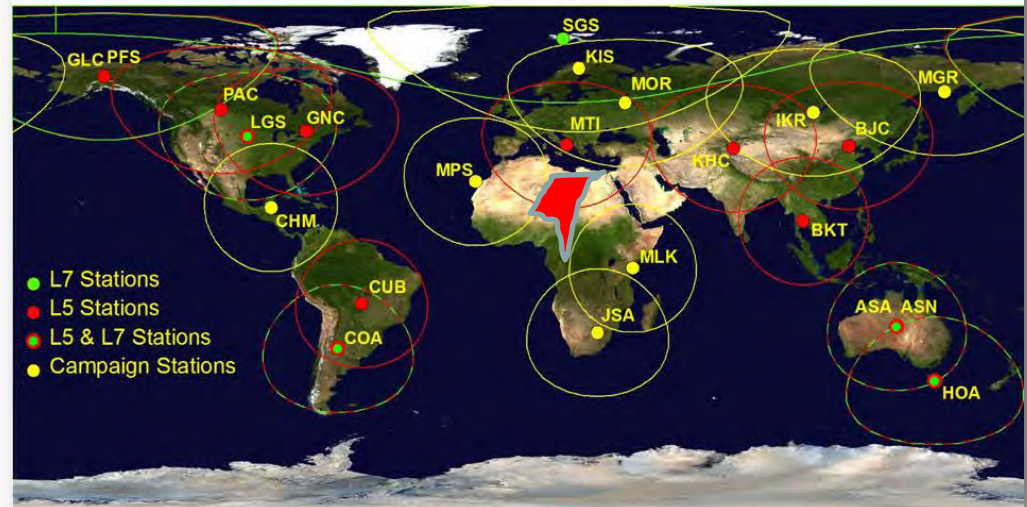 SGS
GLC PFS
KIS
MGR
PAC
MOR
LGS
GNC
MTI
IKR
BJC
KHC
MPS
CHM
BKT
MLK
L7 Stations
CUB
L5 Stations
ASA ASN
JSA
L5 & L7 Stations
COA
Campaign Stations
HOA